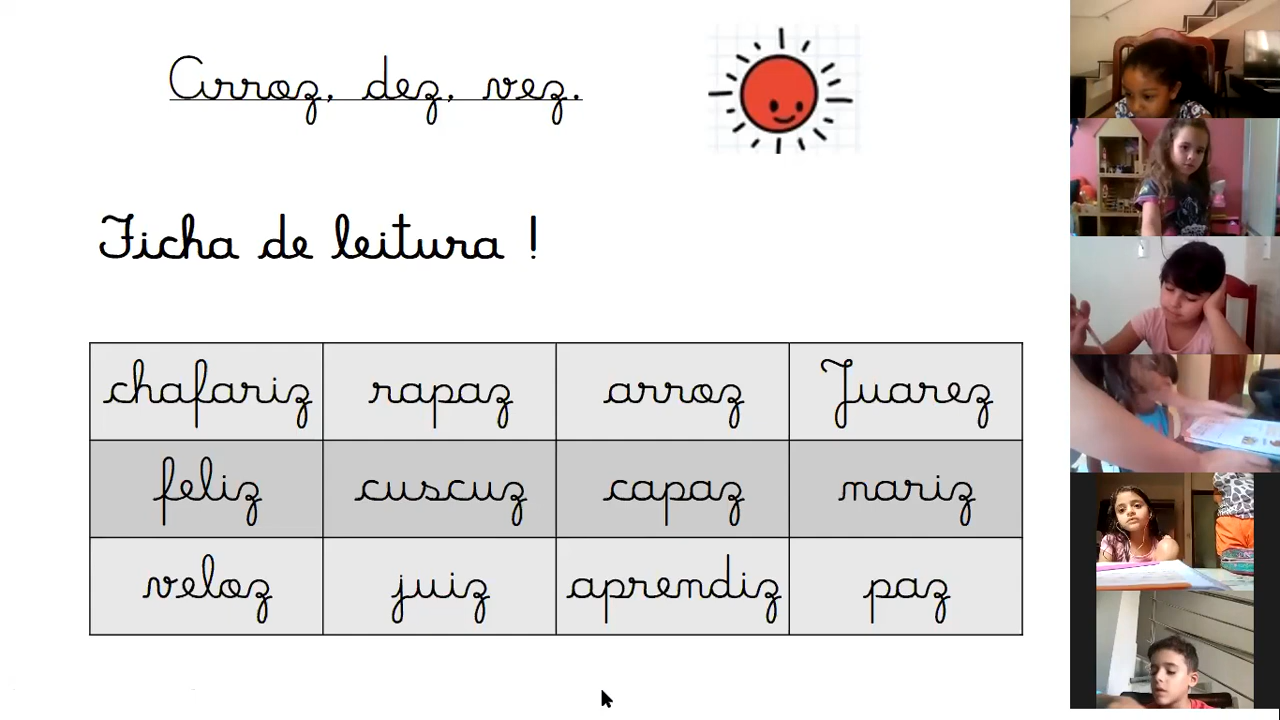 Arroz, dez, vez.
Ficha de leitura !
chafariz rapaz arroz Juarez
feliz cuscuz capaz nariz
veloz juiz aprendiz paz